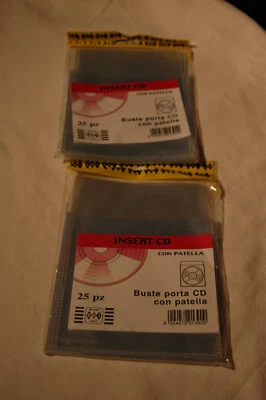 INSERT CD
CON PATELLA
25 pz
Buste porta CD
con patella
INSERT CD
CON PATELLA
25 pz
Buste porta CD
con patella